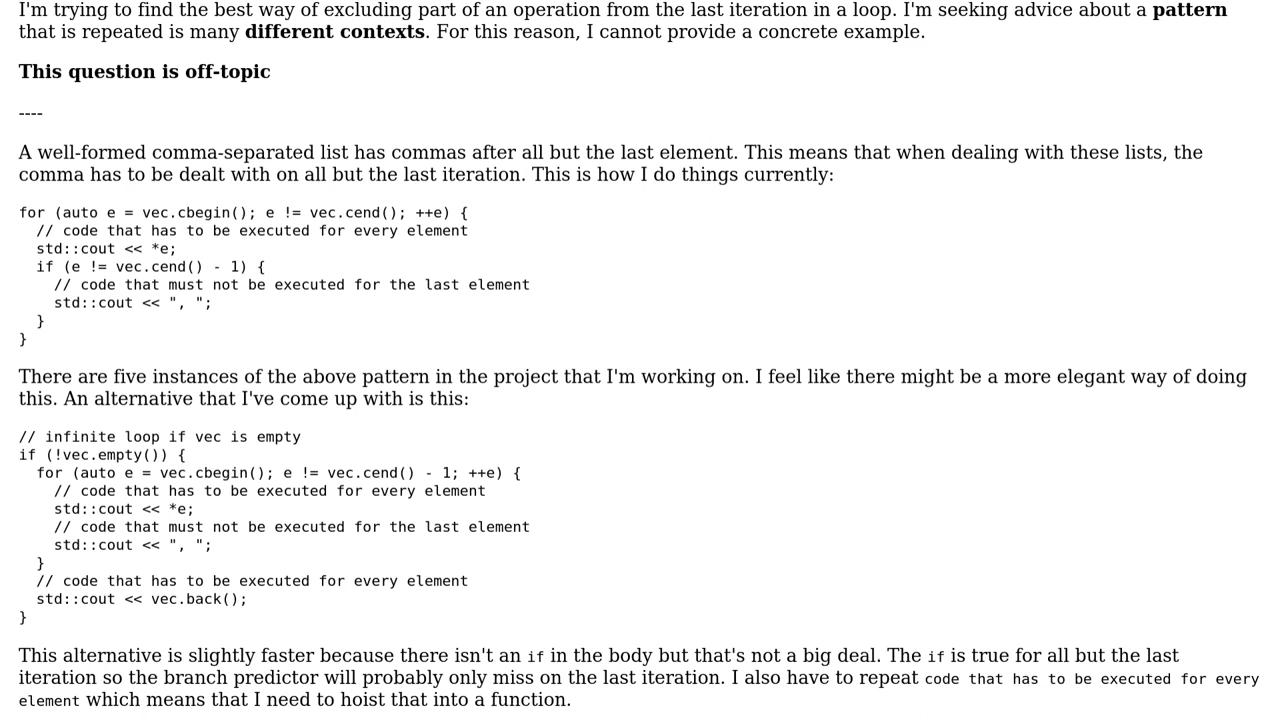 I'm trying to find the best way of excluding part of an operation from the last iteration in a loop. I'm seeking advice about a pattern
that is repeated is many different contexts. For this reason, I cannot provide a concrete example.
This question is off-topic
----
A well-formed comma-separated list has commas after all but the last element. This means that when dealing with these lists, the
comma has to be dealt with on all but the last iteration. This is how I do things currently:
for (auto e = vec.cbegin(); e != vec.cend(); ++e) {
  // code that has to be executed for every element
  std::cout << *e;
  if (e != vec.cend() - 1) {
    // code that must not be executed for the last element
    std::cout << ", ";
  }
}
There are five instances of the above pattern in the project that I'm working on. I feel like there might be a more elegant way of doing
this. An alternative that I've come up with is this:
// infinite loop if vec is empty
if (!vec.empty()) {
  for (auto e = vec.cbegin(); e != vec.cend() - 1; ++e) {
    // code that has to be executed for every element
    std::cout << *e;
    // code that must not be executed for the last element
    std::cout << ", ";
  }
  // code that has to be executed for every element
  std::cout << vec.back();
}
This alternative is slightly faster because there isn't an if in the body but that's not a big deal. The if is true for all but the last
iteration so the branch predictor will probably only miss on the last iteration. I also have to repeat code that has to be executed for every
element which means that I need to hoist that into a function.